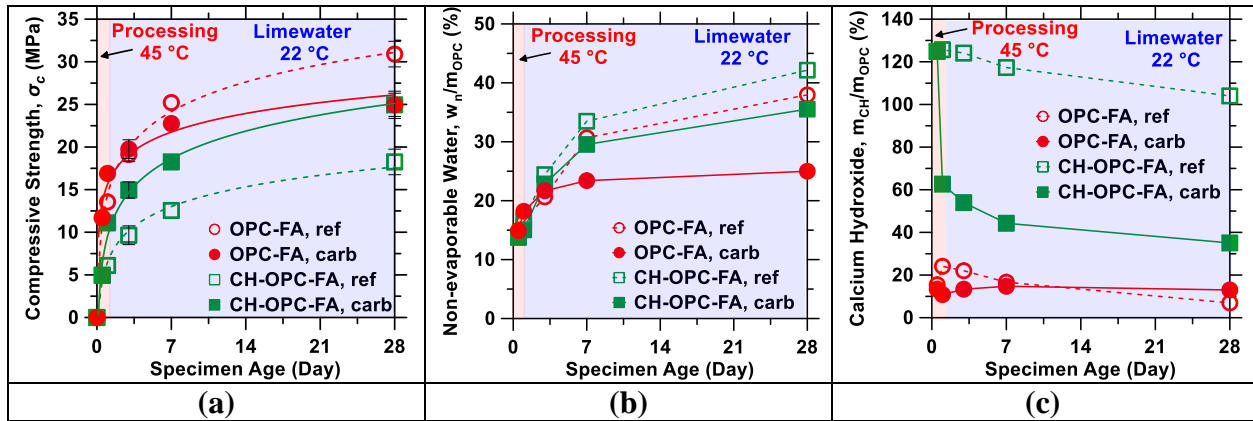 Processing
45 °C
Limewater
22 °C
Compressive Strength, σc (MPa)
35
30
25
20
15
10
5
0
OPC-FA, ref
OPC-FA, carb
CH-OPC-FA, ref
CH-OPC-FA, carb
0 7 14 21 28
Specimen Age (Day)
(a)
Processing
45 °C
Limewater
22 °C
Non-evaporable Water, wn/mOPC (%)
50
40
30
20
10
0
OPC-FA, ref
OPC-FA, carb
CH-OPC-FA, ref
CH-OPC-FA, carb
0 7 14 21 28
Specimen Age (Day)
(b)
Processing
45 °C
Limewater
22 °C
Calcium Hydroxide, mCH/mOPC (%)
140
120
100
80
60
40
20
0
OPC-FA, ref
OPC-FA, carb
CH-OPC-FA, ref
CH-OPC-FA, carb
0 7 14 21 28
Specimen Age (Day)
(c)